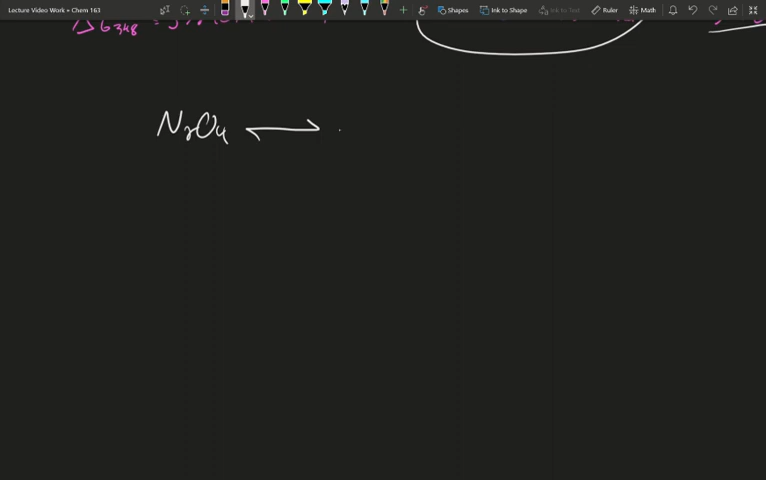 Lecture Video Work » Chem 163
Shapes
Ink to Shape
Ink to Text
Ruler
Math
N₂O₄ ⇌